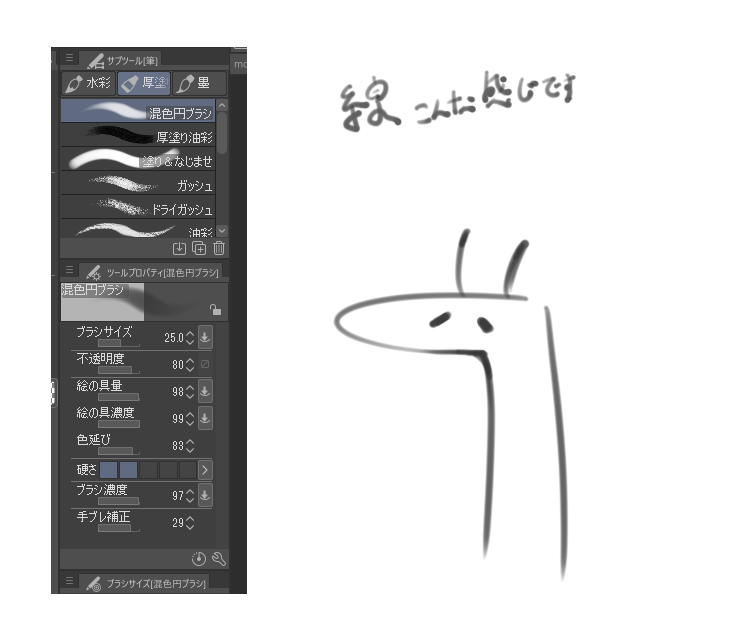 サブツール[筆]
水彩
厚塗
墨
混色円ブラシ
厚塗り油彩
塗り&なじませ
ガッシュ
ドライガッシュ
油彩
ツールプロパティ[混色円ブラシ]
混色円ブラシ
ブラシサイズ 25.0
不透明度 80
絵の具量 98
絵の具濃度 99
色延び 83
硬さ
ブラシ濃度 97
手ブレ補正 29
ブラシサイズ[混色円ブラシ]
線 こんな感じです